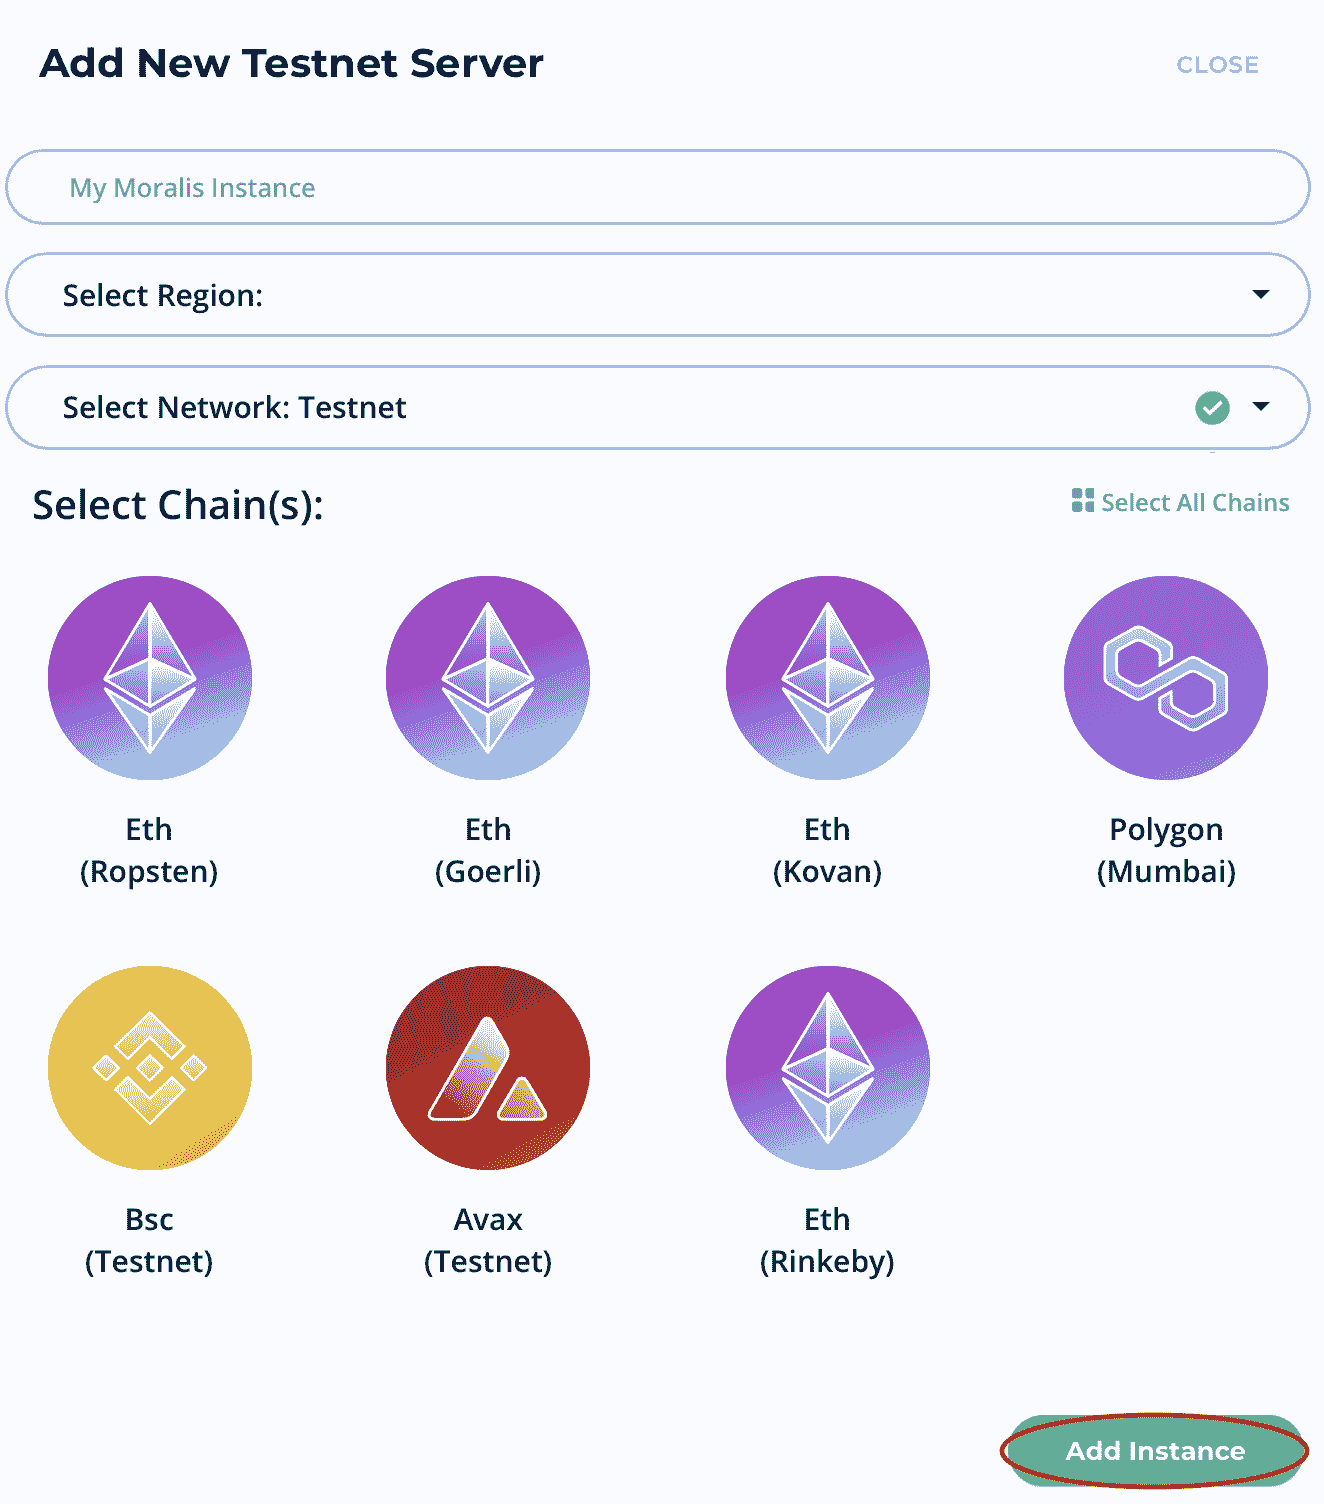 Add New Testnet Server
CLOSE
My Moralis Instance
Select Region:
Select Network: Testnet
Select Chain(s):
Select All Chains
Eth
(Ropsten)
Eth
(Goerli)
Eth
(Kovan)
Polygon
(Mumbai)
Bsc
(Testnet)
Avax
(Testnet)
Eth
(Rinkeby)
Add Instance